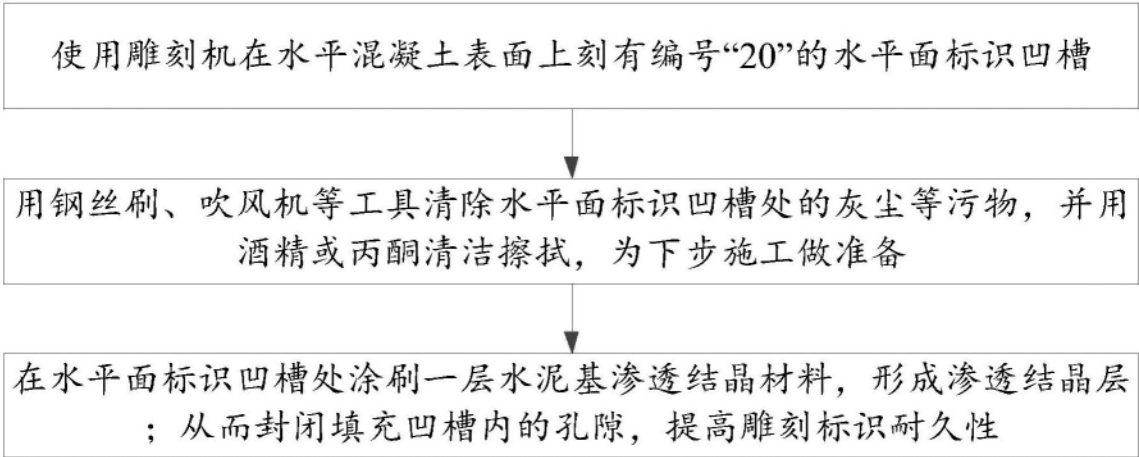 使用雕刻机在水平混凝土表面上刻有编号“20”的水平面标识凹槽
用钢丝刷、吹风机等工具清除水平面标识凹槽处的灰尘等污物，并用
酒精或丙酮清洁擦拭，为下步施工做准备
在水平面标识凹槽处涂刷一层水泥基渗透结晶材料，形成渗透结晶层
；从而封闭填充凹槽内的孔隙，提高雕刻标识耐久性